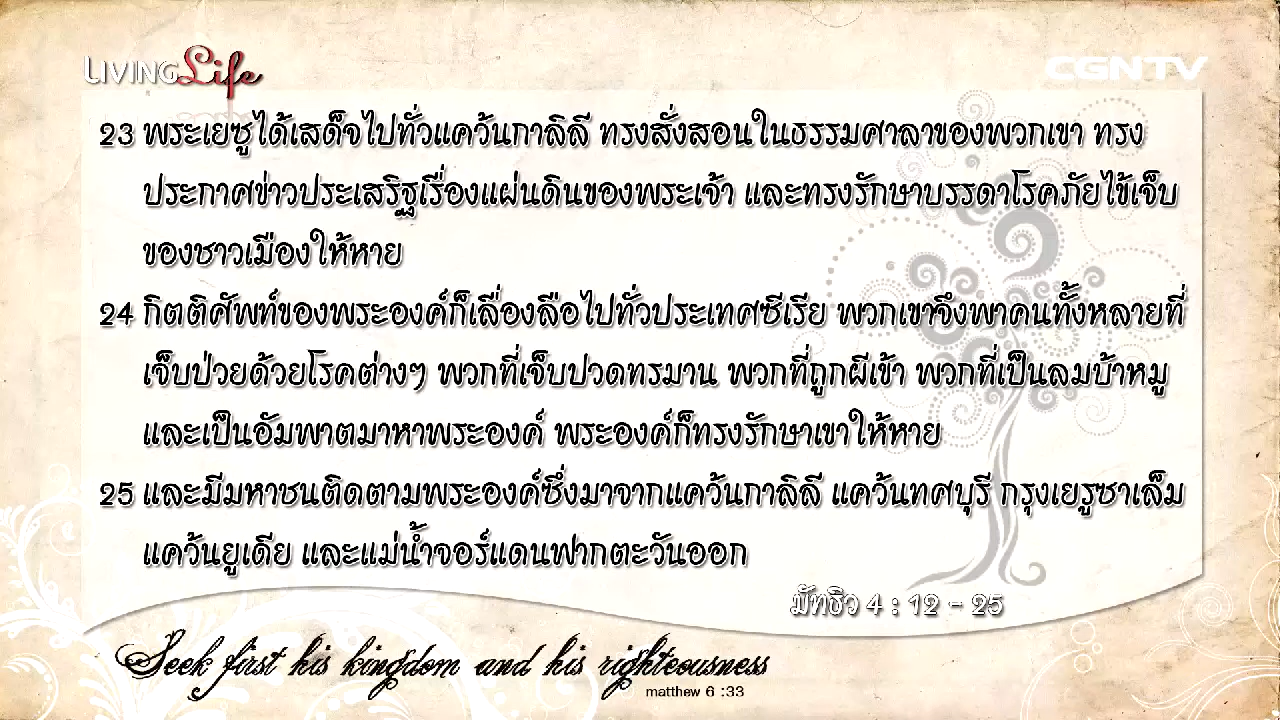 LIVING Life
CGNTV
23 พระเยซูได้เสด็จไปทั่วแคว้นกาลิลี ทรงสั่งสอนในธรรมศาลาของพวกเขา ทรง
ประกาศข่าวประเสริฐเรื่องแผ่นดินของพระเจ้า และทรงรักษาบรรดาโรคภัยไข้เจ็บ
ของชาวเมืองให้หาย
24 กิตติศัพท์ของพระองค์ก็เลื่องลือไปทั่วประเทศซีเรีย พวกเขาจึงพาคนทั้งหลายที่
เจ็บป่วยด้วยโรคต่างๆ พวกที่เจ็บปวดทรมาน พวกที่ถูกผีเข้า พวกที่เป็นลมบ้าหมู
และเป็นอัมพาตมาหาพระองค์ พระองค์ก็ทรงรักษาเขาให้หาย
25 และมีมหาชนติดตามพระองค์ซึ่งมาจากแคว้นกาลิลี แคว้นทศบุรี กรุงเยรูซาเล็ม
แคว้นยูเดีย และแม่น้ำจอร์แดนฟากตะวันออก
มัทธิว 4 : 12 - 25
Seek first his kingdom and his righteousness
matthew 6 :33